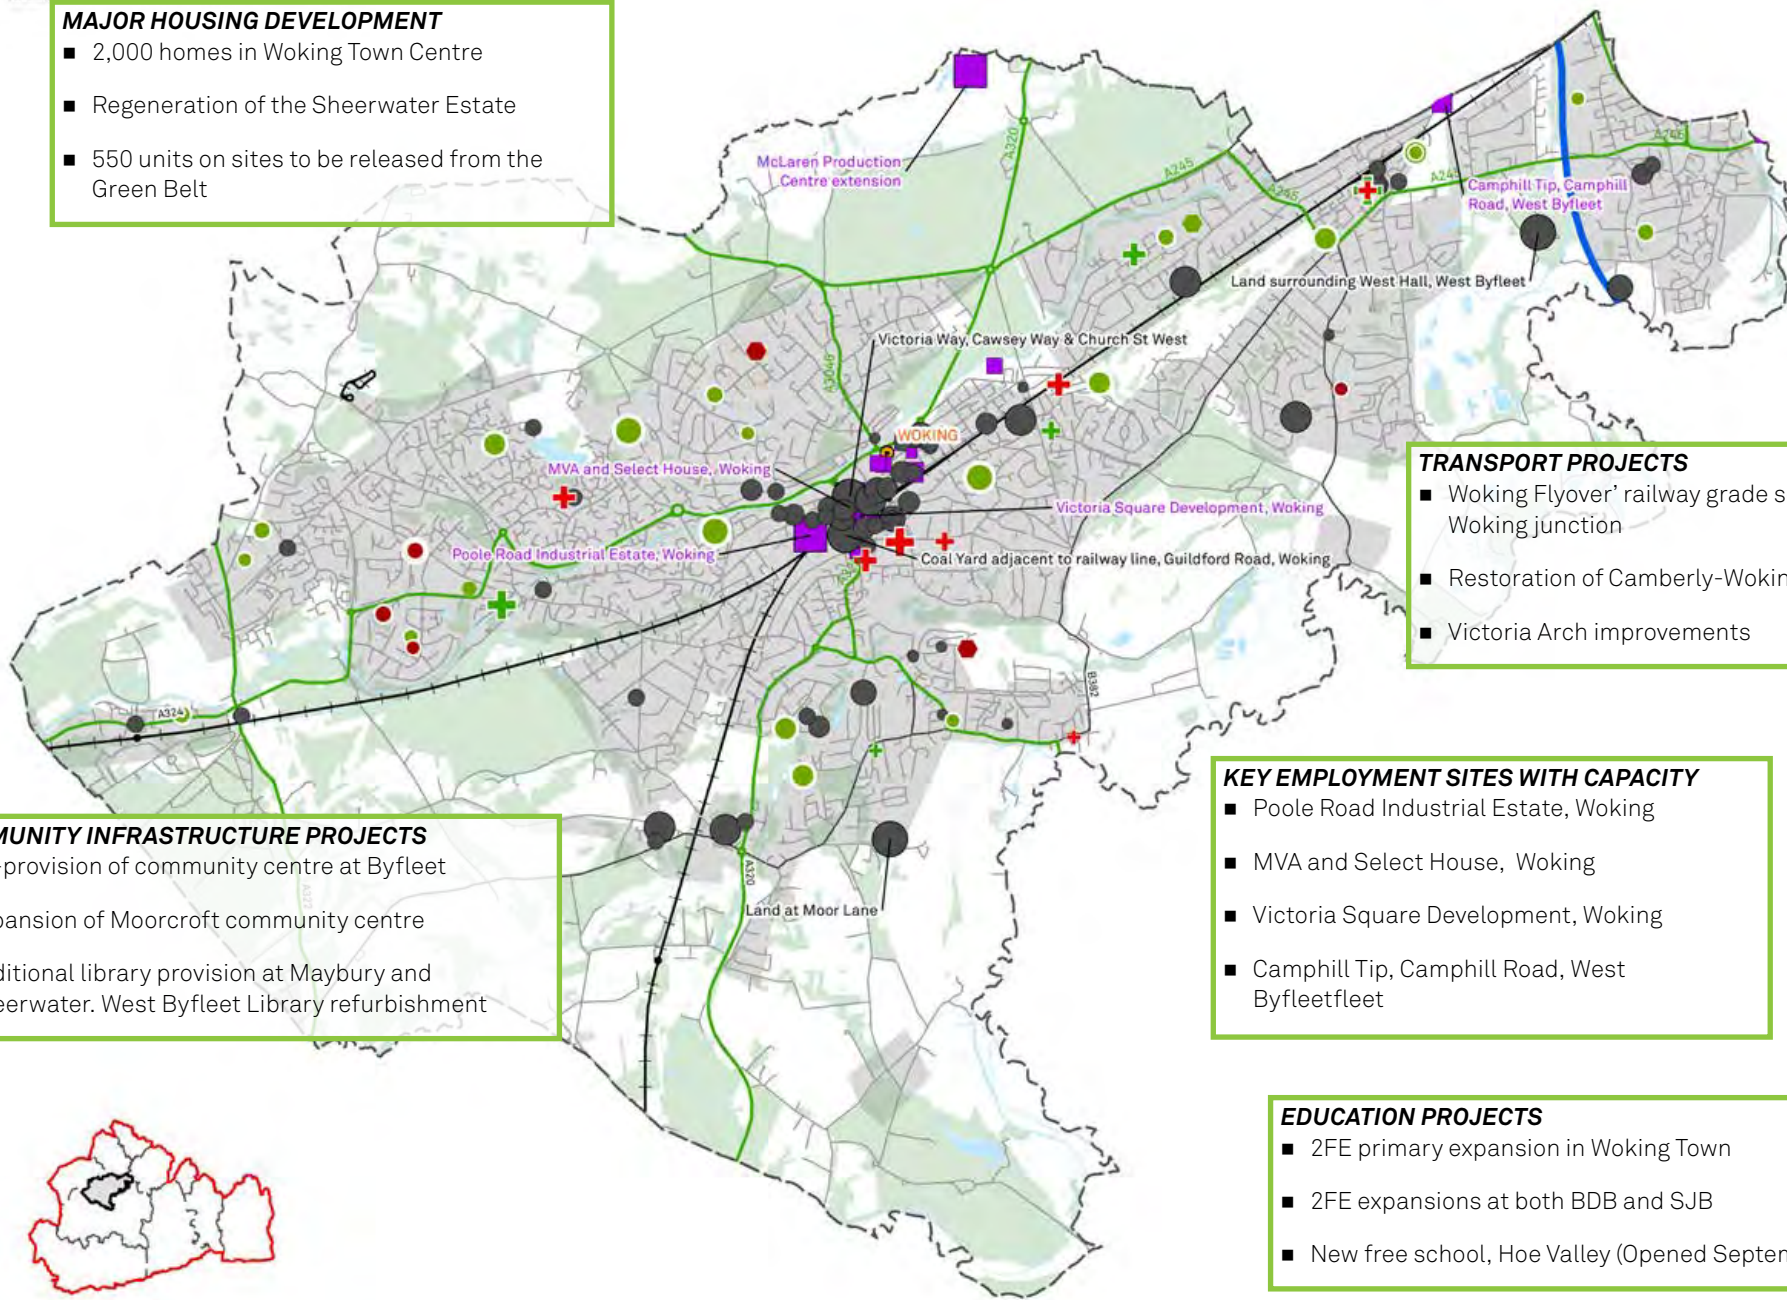 MAJOR HOUSING DEVELOPMENT
■ 2,000 homes in Woking Town Centre
■ Regeneration of the Sheerwater Estate
■ 550 units on sites to be released from the
Green Belt
McLaren Production
Centre extension
A320
A245
A245
A245
A245
Camphill Tip, Camphill
Road, West Byfleet
Land surrounding West Hall, West Byfleet
Victoria Way, Cawsey Way & Church St West
A3046
WOKING
MVA and Select House, Woking
Victoria Square Development, Woking
Poole Road Industrial Estate, Woking
Coal Yard adjacent to railway line, Guildford Road, Woking
TRANSPORT PROJECTS
■ Woking Flyover' railway grade s
Woking junction
■ Restoration of Camberly-Wokin
■ Victoria Arch improvements
B382
A324
A322
A320
Land at Moor Lane
MUNITY INFRASTRUCTURE PROJECTS
-provision of community centre at Byfleet
pansion of Moorcroft community centre
ditional library provision at Maybury and
eerwater. West Byfleet Library refurbishment
KEY EMPLOYMENT SITES WITH CAPACITY
■ Poole Road Industrial Estate, Woking
■ MVA and Select House, Woking
■ Victoria Square Development, Woking
■ Camphill Tip, Camphill Road, West
Byfleetfleet
EDUCATION PROJECTS
■ 2FE primary expansion in Woking Town
■ 2FE expansions at both BDB and SJB
■ New free school, Hoe Valley (Opened Septem